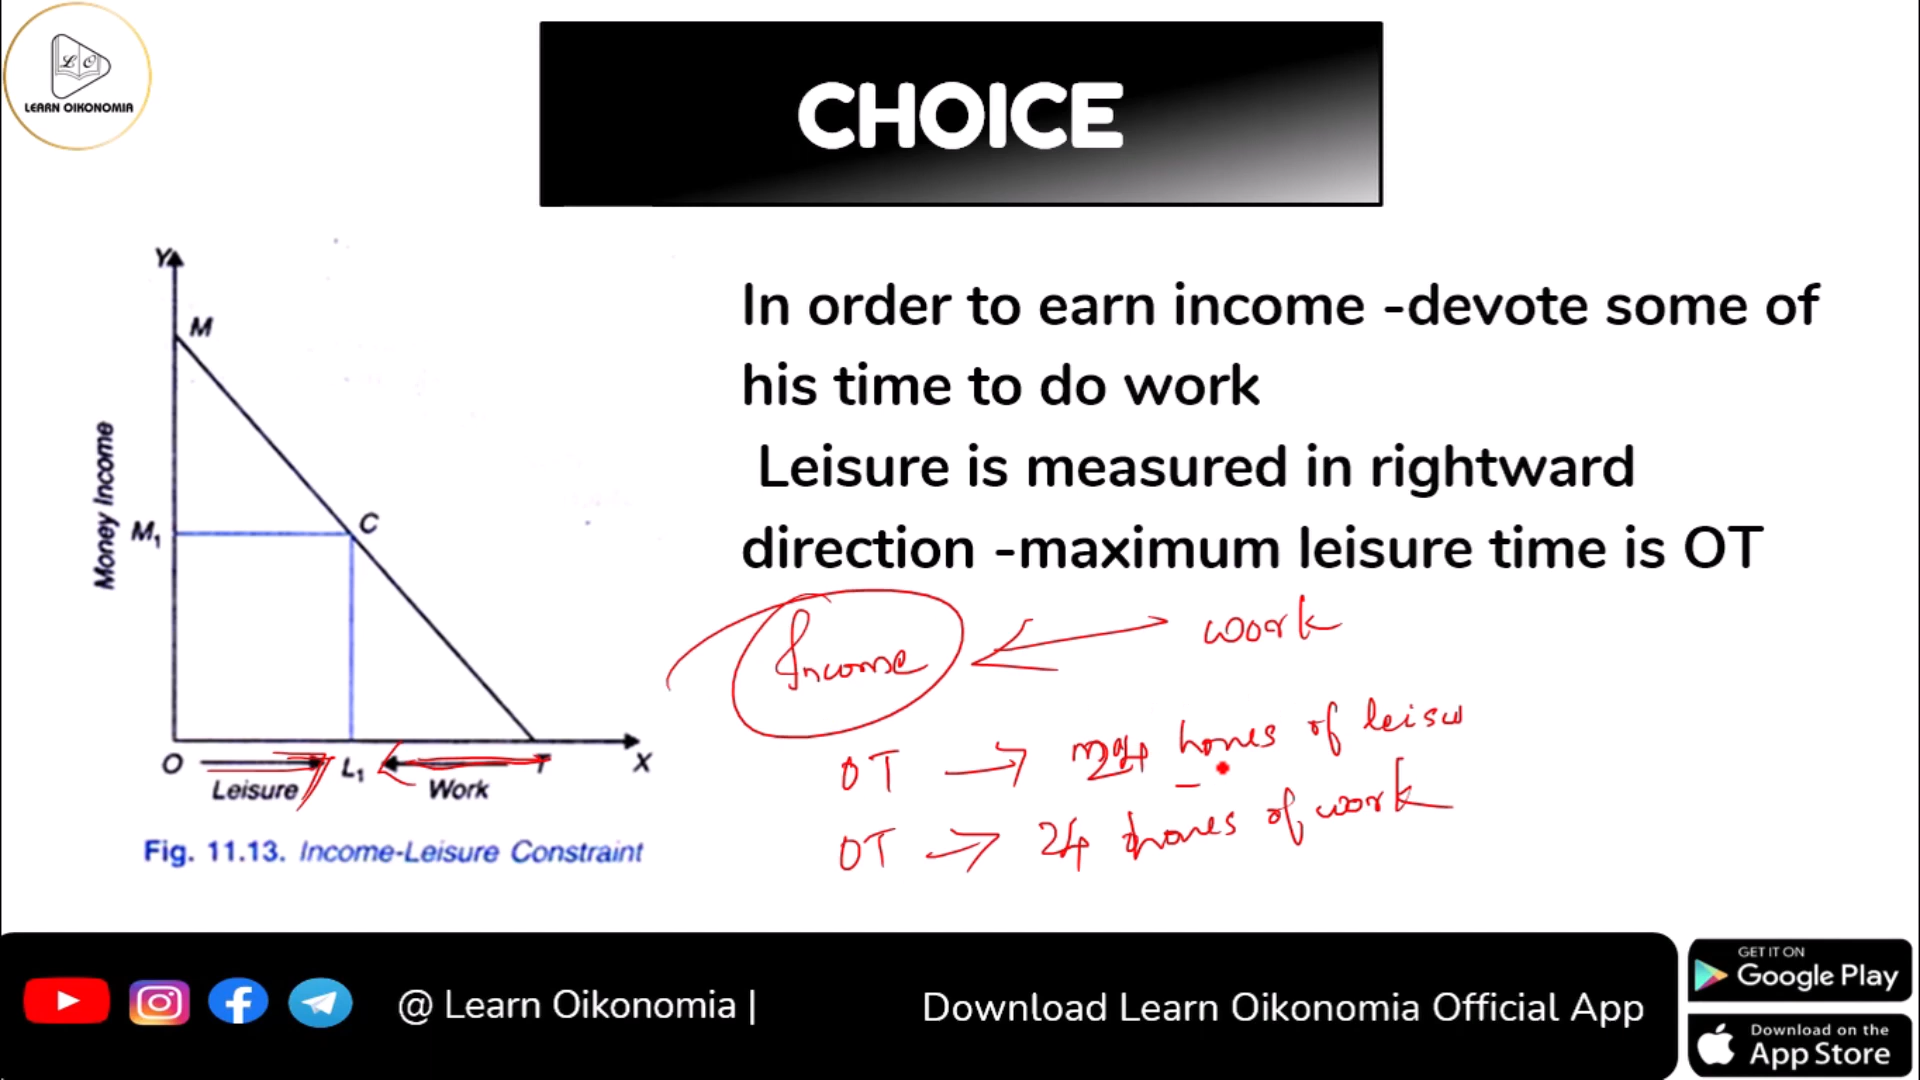 LO
LEARN OIKONOMIA
CHOICE
Y
M
Money Income
M₁
C
O
L₁
T
X
Leisure
Work
Fig. 11.13. Income-Leisure Constraint
In order to earn income -devote some of
his time to do work
Leisure is measured in rightward
direction -maximum leisure time is OT
Income
work
OT → 24 hours of leisu
OT → 24 hours of work
@ Learn Oikonomia |
Download Learn Oikonomia Official App
GET IT ON
Google Play
Download on the
App Store